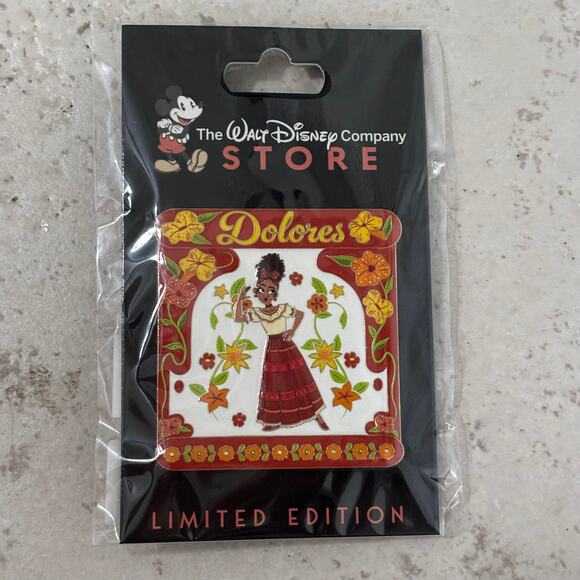 The WALT DISNEY Company
STORE
Dolores
LIMITED EDITION